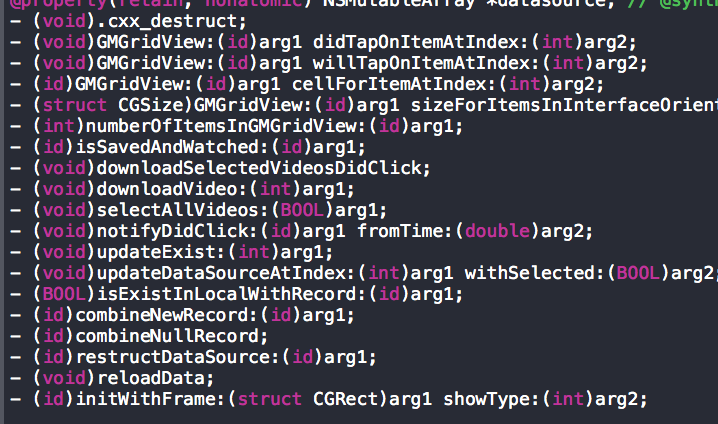 @property(retain, nonatomic) NSMutableArray *datasource; // @synth
- (void).cxx_destruct;
- (void)GMGridView:(id)arg1 didTapOnItemAtIndex:(int)arg2;
- (void)GMGridView:(id)arg1 willTapOnItemAtIndex:(int)arg2;
- (id)GMGridView:(id)arg1 cellForItemAtIndex:(int)arg2;
- (struct CGSize)GMGridView:(id)arg1 sizeForItemsInInterfaceOrient
- (int)numberOfItemsInGMGridView:(id)arg1;
- (id)isSavedAndWatched:(id)arg1;
- (void)downloadSelectedVideosDidClick;
- (void)downloadVideo:(int)arg1;
- (void)selectAllVideos:(BOOL)arg1;
- (void)notifyDidClick:(id)arg1 fromTime:(double)arg2;
- (void)updateExist:(int)arg1;
- (void)updateDataSourceAtIndex:(int)arg1 withSelected:(BOOL)arg2;
- (BOOL)isExistInLocalWithRecord:(id)arg1;
- (id)combineNewRecord:(id)arg1;
- (id)combineNullRecord;
- (id)restructDataSource:(id)arg1;
- (void)reloadData;
- (id)initWithFrame:(struct CGRect)arg1 showType:(int)arg2;